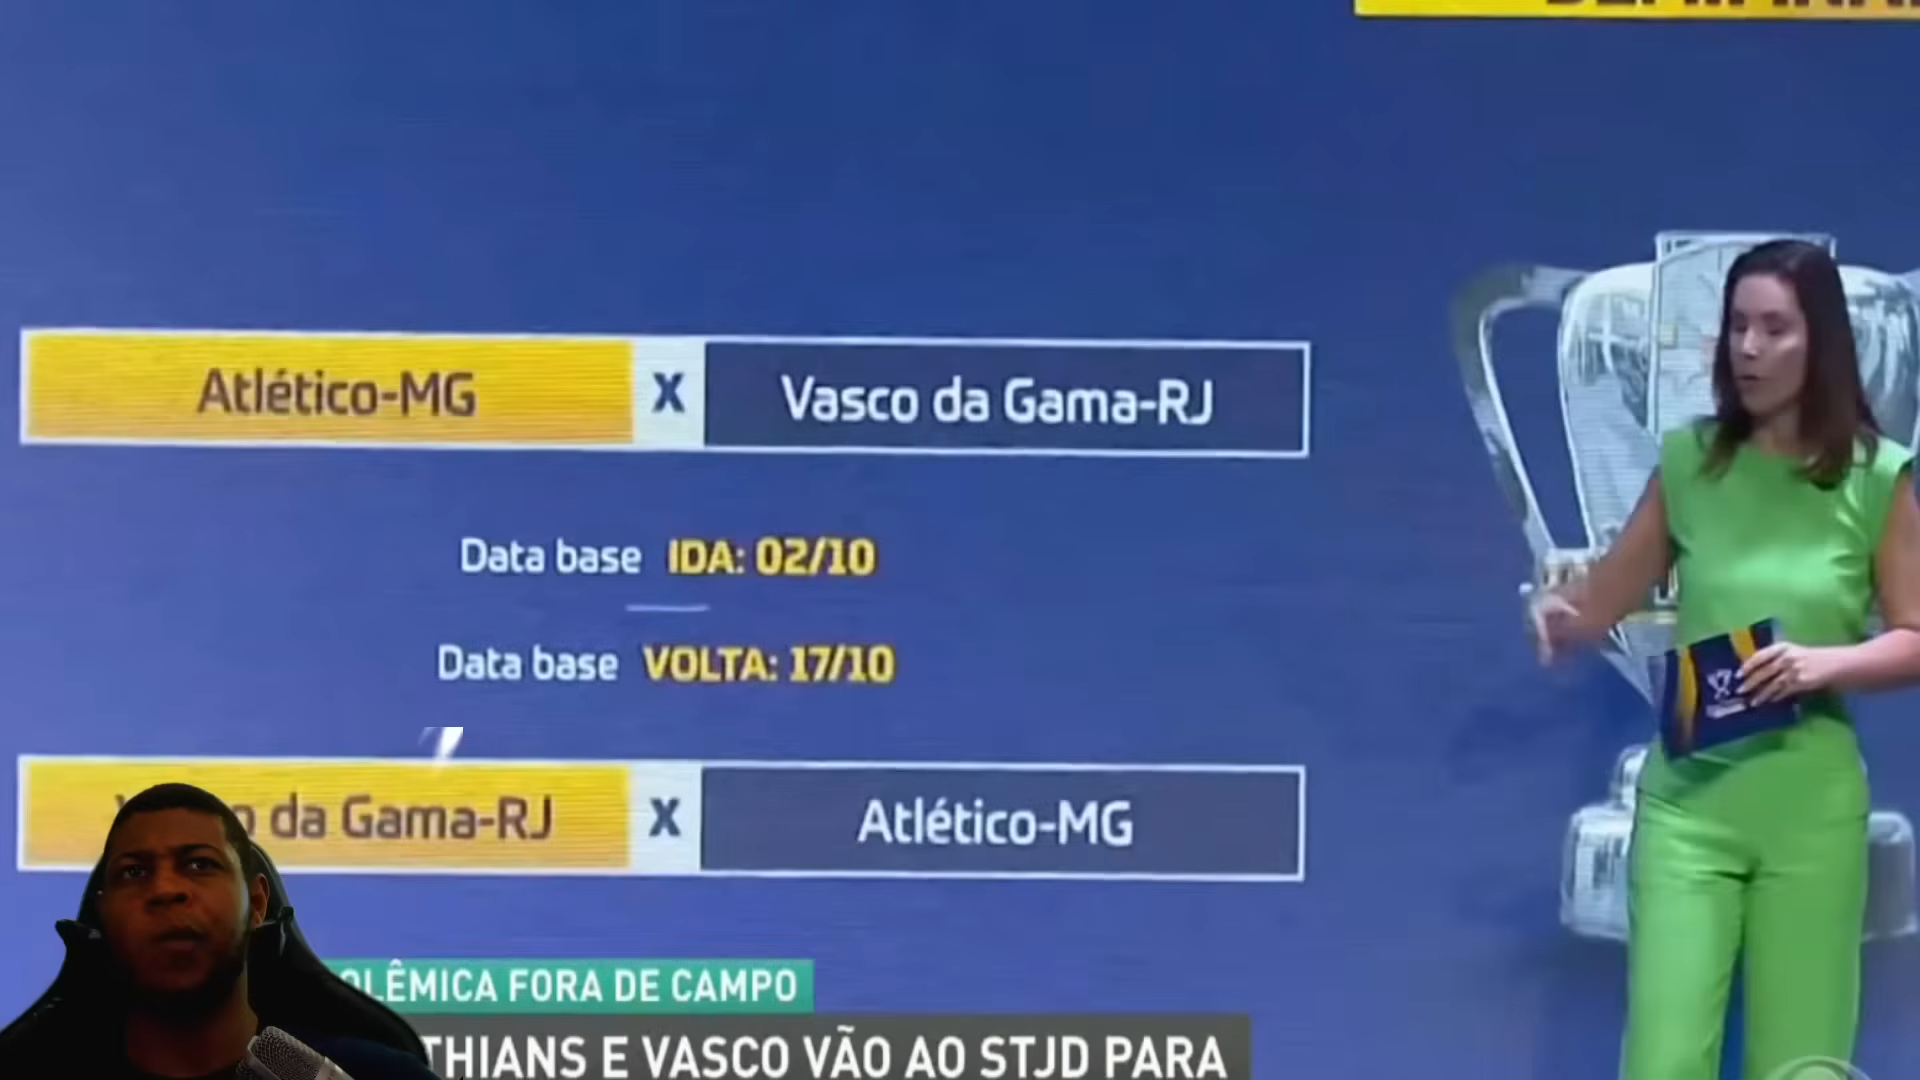 Atlético-MG X Vasco da Gama-RJ
Data base IDA: 02/10
Data base VOLTA: 17/10
da Gama-RJ X Atlético-MG
OLÊMICA FORA DE CAMPO
THIANS E VASCO VÃO AO STJD PARA